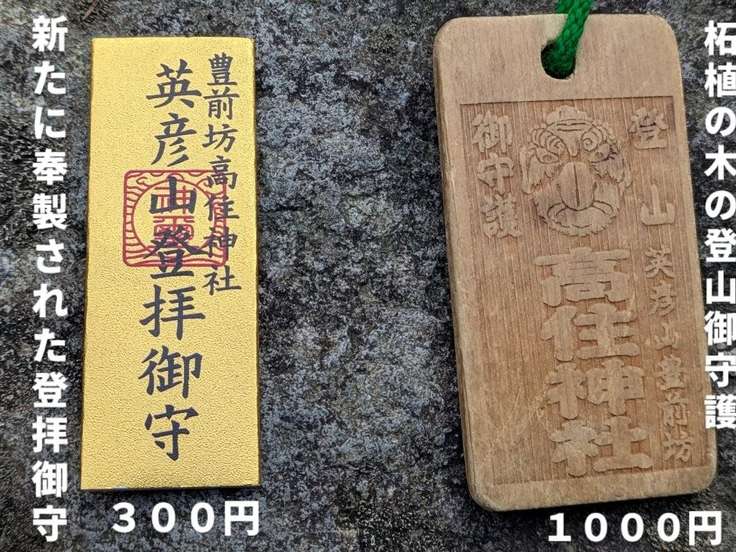 新たに奉製された登拝御守
豊前坊高住神社
英彦山登拝御守
300円
柘植の木の登山御守護
登山
御守護
英彦山豊前坊
高住神社
1000円